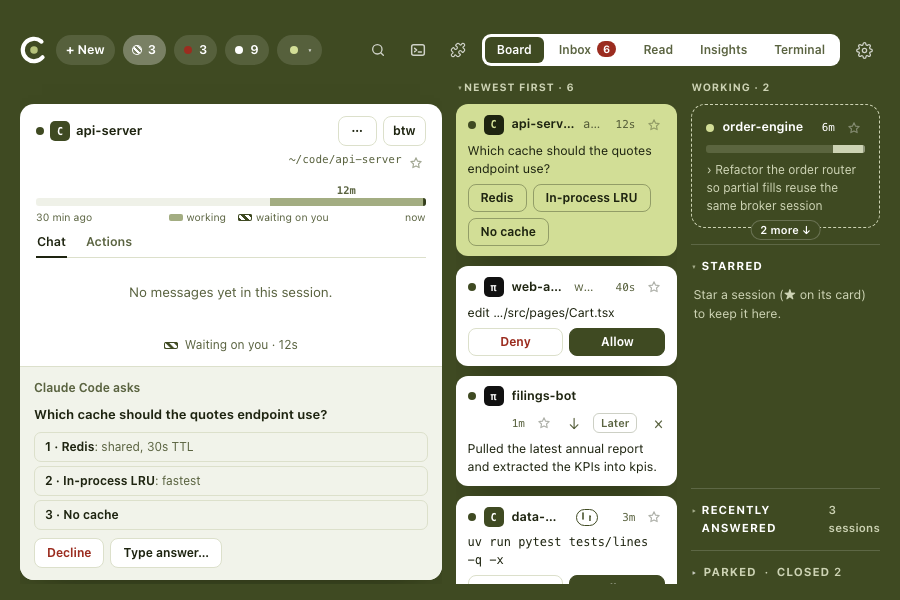 + New
3
3
9
Board
Inbox 6
Read
Insights
Terminal
C api-server
...
btw
~/code/api-server
12m
30 min ago
working
waiting on you
now
Chat
Actions
No messages yet in this session.
Waiting on you · 12s
Claude Code asks
Which cache should the quotes endpoint use?
1 · Redis: shared, 30s TTL
2 · In-process LRU: fastest
3 · No cache
Decline
Type answer...
NEWEST FIRST · 6
C api-serv... a... 12s
Which cache should the quotes
endpoint use?
Redis
In-process LRU
No cache
π web-a... w... 40s
edit .../src/pages/Cart.tsx
Deny
Allow
π filings-bot
1m
Later
Pulled the latest annual report
and extracted the KPIs into kpis.
C data-... 3m
uv run pytest tests/lines
-q -x
WORKING · 2
order-engine 6m
› Refactor the order router
so partial fills reuse the
same broker session
2 more ↓
STARRED
Star a session (★ on its card)
to keep it here.
RECENTLY
ANSWERED
3
sessions
PARKED · CLOSED 2